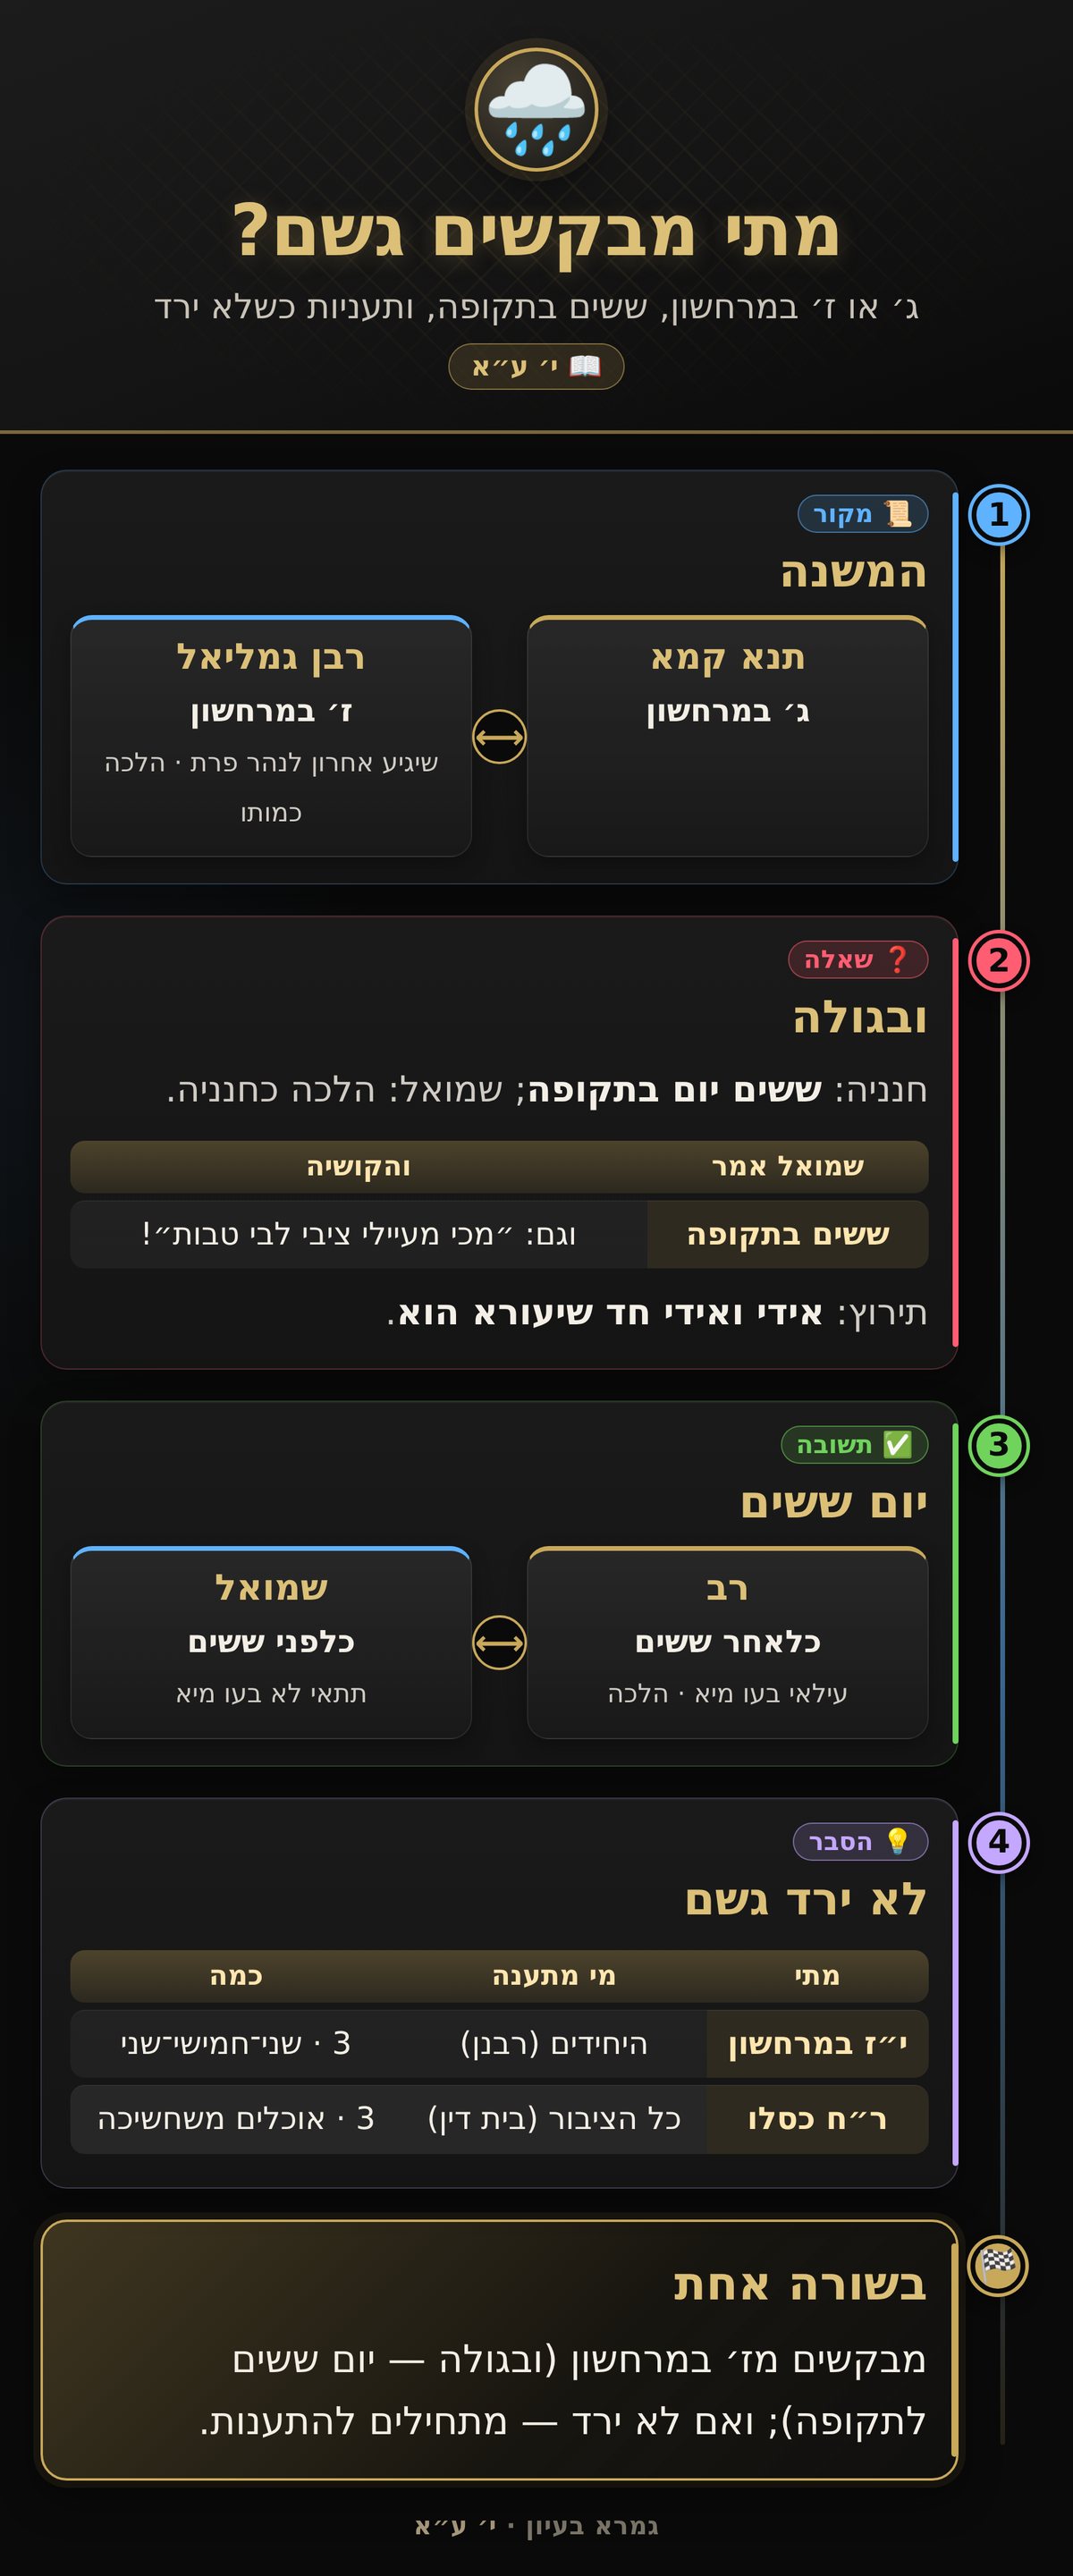 מתי מבקשים גשם?
ג׳ או ז׳ במרחשון, ששים בתקופה, ותעניות כשלא ירד
י׳ ע״א
1
מקור
המשנה
תנא קמא
ג׳ במרחשון
רבן גמליאל
ז׳ במרחשון
שיגיע אחרון לנהר פרת · הלכה
כמותו
2
שאלה
ובגולה
חנניה: ששים יום בתקופה; שמואל: הלכה כחנניה.
שמואל אמר והקושיה
ששים בתקופה וגם: ״מכי מעיילי ציבי לבי טבות״!
תירוץ: אידי ואידי חד שיעורא הוא.
3
תשובה
יום ששים
רב
כלאחר ששים
עילאי בעו מיא · הלכה
שמואל
כלפני ששים
תתאי לא בעו מיא
4
הסבר
לא ירד גשם
מתי מי מתענה כמה
י״ז במרחשון היחידים (רבנן) 3 · שני־חמישי־שני
ר״ח כסלו כל הציבור (בית דין) 3 · אוכלים משחשיכה
בשורה אחת
מבקשים מז׳ במרחשון (ובגולה — יום ששים
לתקופה); ואם לא ירד — מתחילים להתענות.
גמרא בעיון · י׳ ע״א